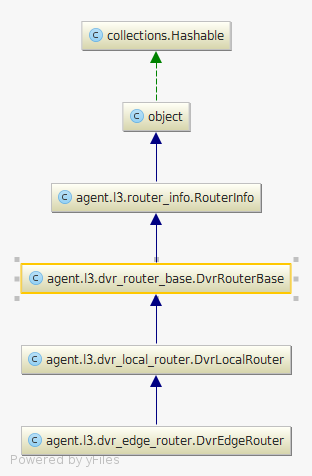 C collections.Hashable
C object
C agent.l3.router_info.RouterInfo
C agent.l3.dvr_router_base.DvrRouterBase
C agent.l3.dvr_local_router.DvrLocalRouter
C agent.l3.dvr_edge_router.DvrEdgeRouter
Powered by yFiles